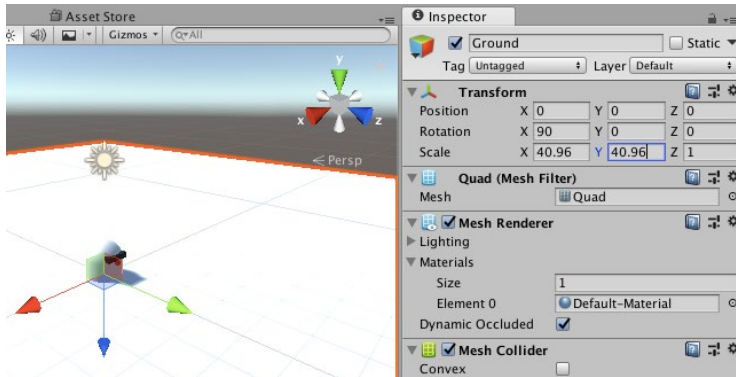 Asset Store
Gizmos
All
y
x
z
Persp
Inspector
Ground
Static
Tag Untagged Layer Default
Transform
Position X 0 Y 0 Z 0
Rotation X 90 Y 0 Z 0
Scale X 40.96 Y 40.96 Z 1
Quad (Mesh Filter)
Mesh Quad
Mesh Renderer
Lighting
Materials
Size 1
Element 0 Default-Material
Dynamic Occluded
Mesh Collider
Convex